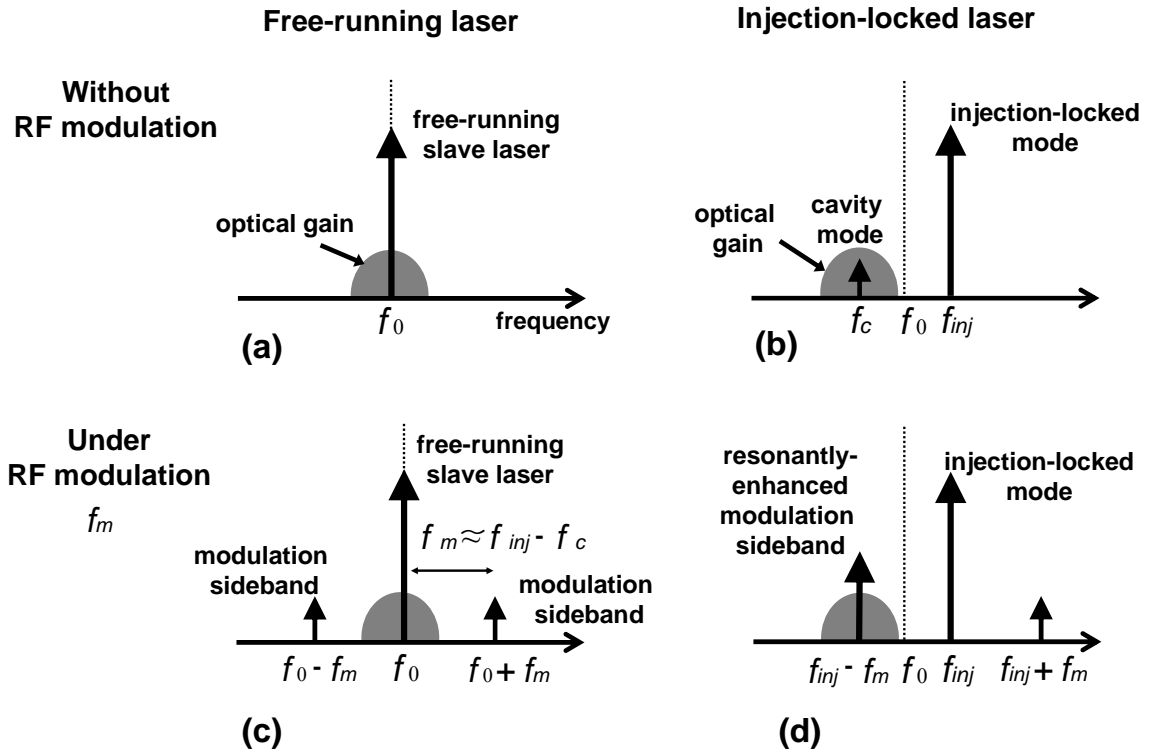 Free-running laser
Injection-locked laser
Without
RF modulation
free-running
slave laser
optical gain
f0
frequency
(a)
injection-locked
mode
optical
gain
cavity
mode
fc
f0
finj
(b)
Under
RF modulation
fm
free-running
slave laser
fm≈finj- fc
modulation
sideband
modulation
sideband
f0 - fm
f0
f0 + fm
(c)
resonantly-
enhanced
modulation
sideband
injection-locked
mode
finj - fm
f0
finj
finj + fm
(d)